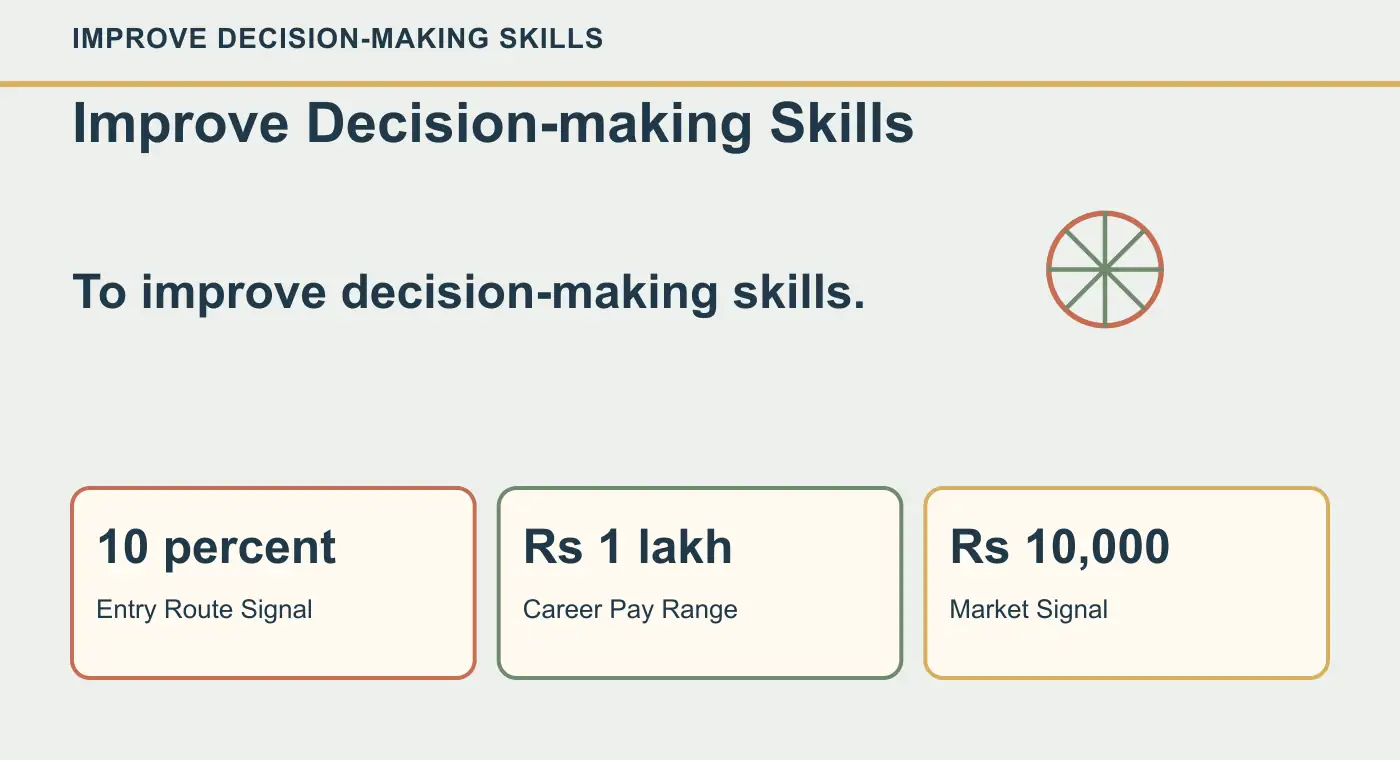 IMPROVE DECISION-MAKING SKILLS
Improve Decision-making Skills
To improve decision-making skills.
10 percent
Entry Route Signal
Rs 1 lakh
Career Pay Range
Rs 10,000
Market Signal